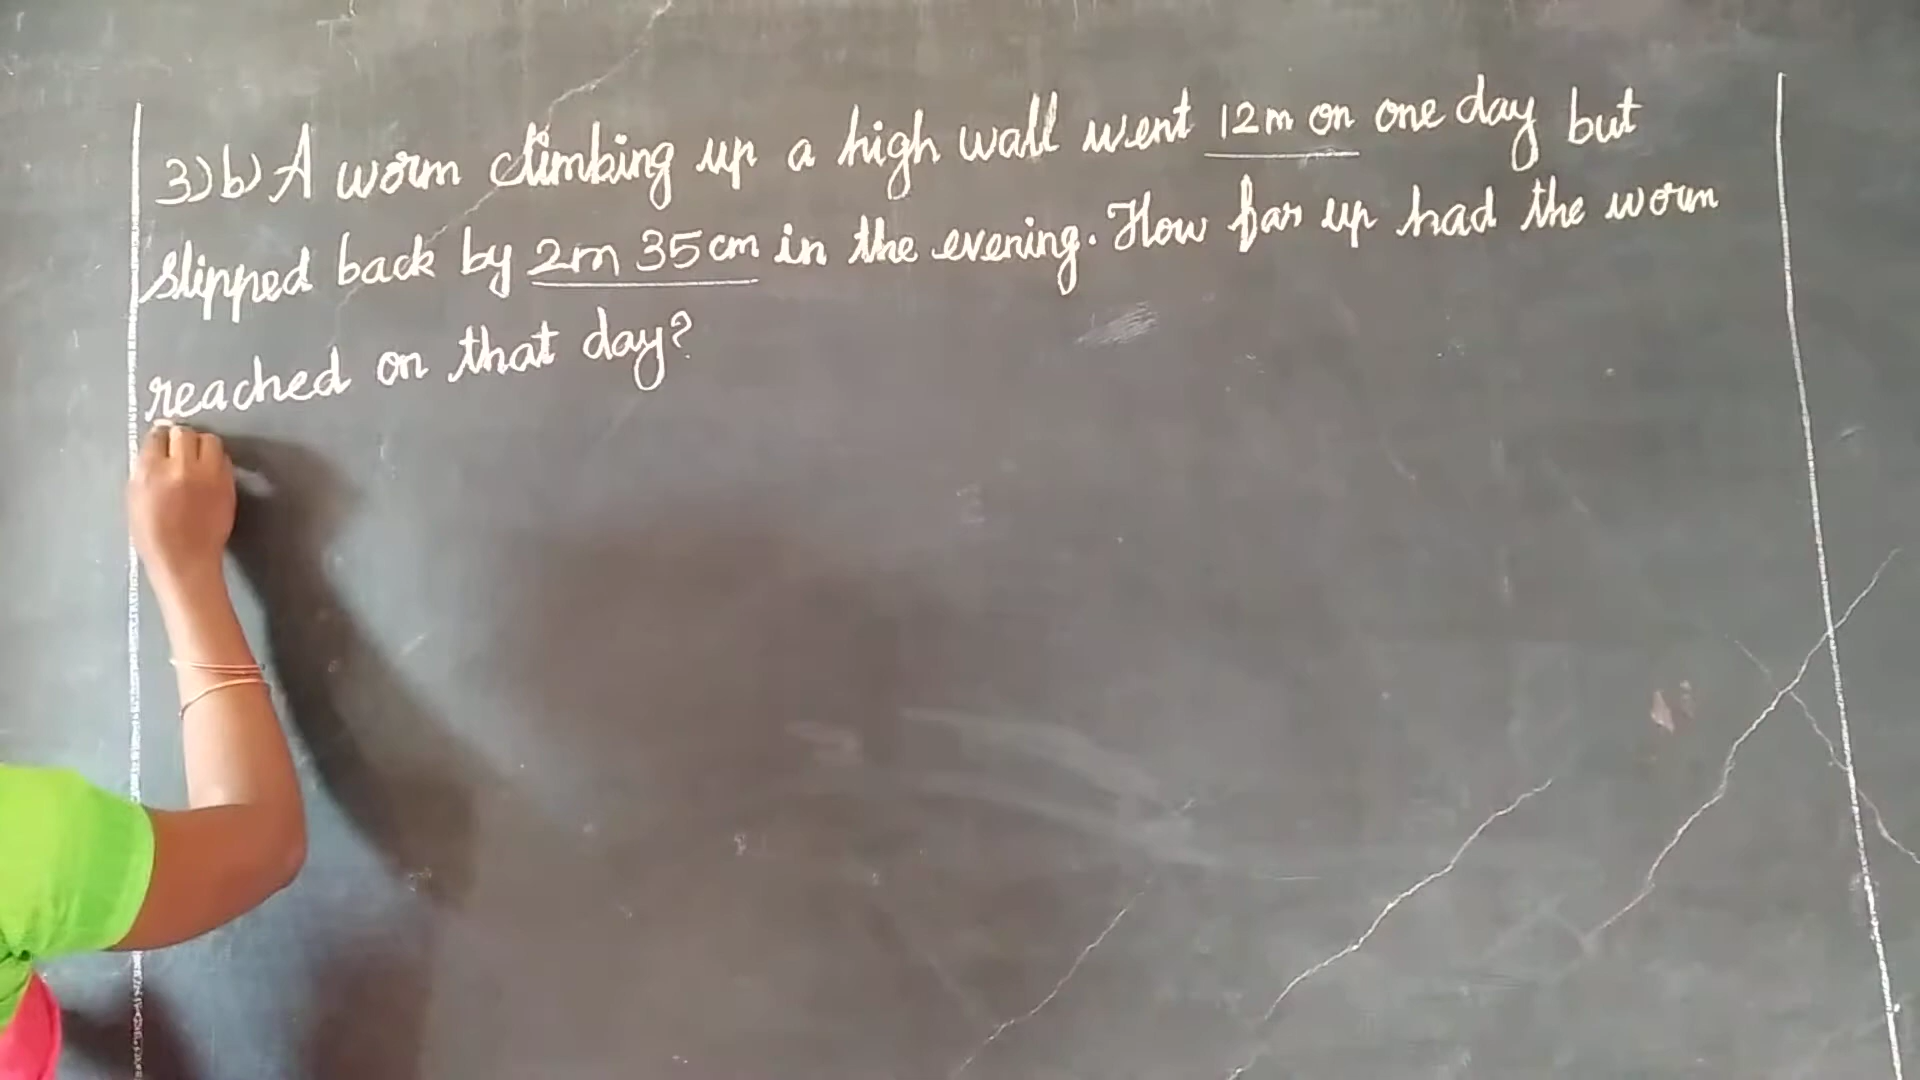 3)b) A worm climbing up a high wall went 12m on one day but
slipped back by 2m 35cm in the evening. How far up had the worm
reached on that day?